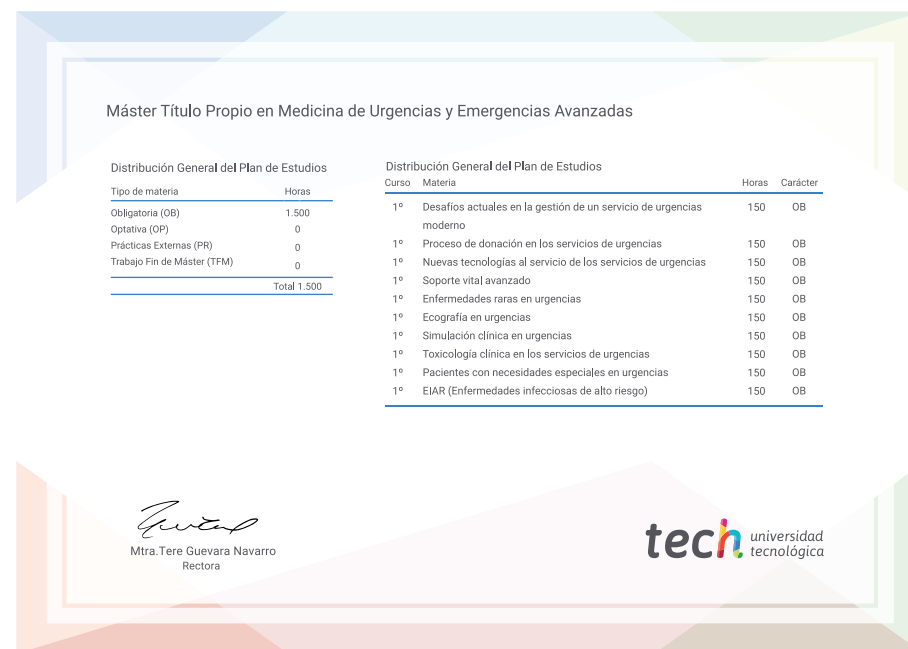 Máster Título Propio en Medicina de Urgencias y Emergencias Avanzadas
Distribución General del Plan de Estudios
Tipo de materia Horas
Obligatoria (OB) 1.500
Optativa (OP) 0
Prácticas Externas (PR) 0
Trabajo Fin de Máster (TFM) 0
Total 1.500
Distribución General del Plan de Estudios
Curso Materia Horas Carácter
1º Desafíos actuales en la gestión de un servicio de urgencias 150 OB
moderno
1º Proceso de donación en los servicios de urgencias 150 OB
1º Nuevas tecnologías al servicio de los servicios de urgencias 150 OB
1º Soporte vital avanzado 150 OB
1º Enfermedades raras en urgencias 150 OB
1º Ecografía en urgencias 150 OB
1º Simulación clínica en urgencias 150 OB
1º Toxicología clínica en los servicios de urgencias 150 OB
1º Pacientes con necesidades especiales en urgencias 150 OB
1º EIAR (Enfermedades infecciosas de alto riesgo) 150 OB
Mtra.Tere Guevara Navarro
Rectora
tech universidad
tecnológica